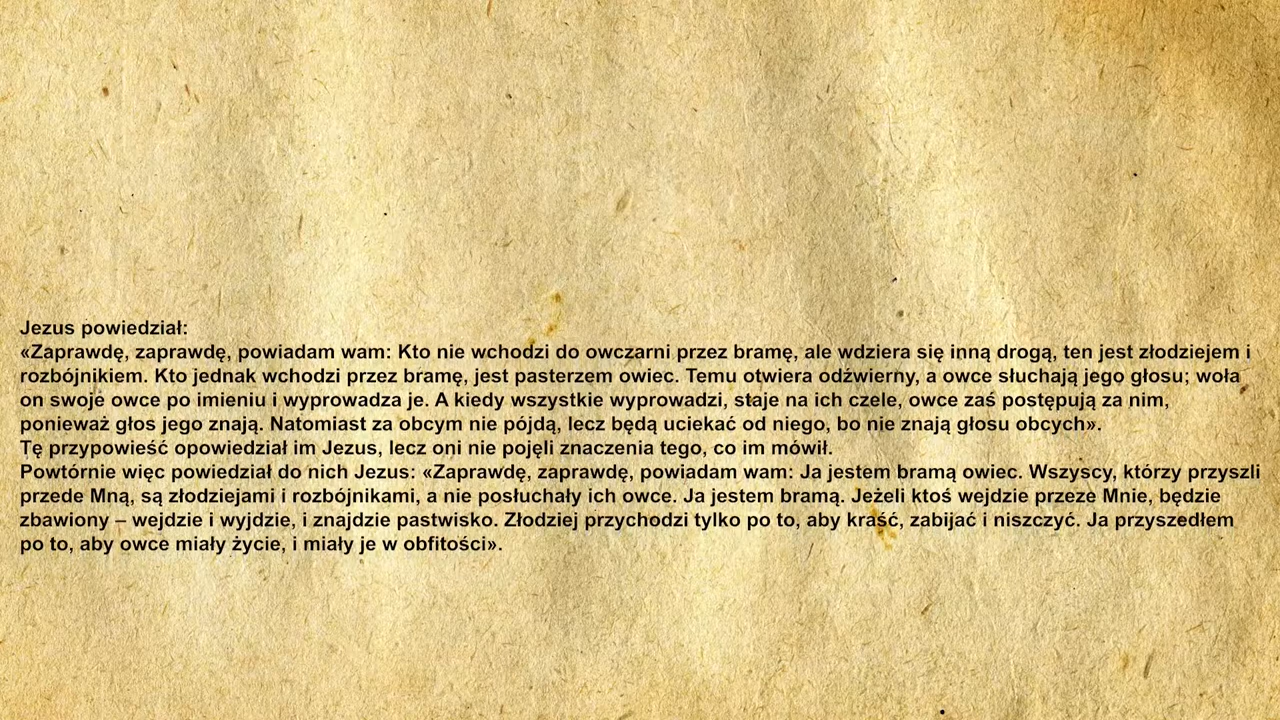 Jezus powiedział:
«Zaprawdę, zaprawdę, powiadam wam: Kto nie wchodzi do owczarni przez bramę, ale wdziera się inną drogą, ten jest złodziejem i
rozbójnikiem. Kto jednak wchodzi przez bramę, jest pasterzem owiec. Temu otwiera odźwierny, a owce słuchają jego głosu; woła
on swoje owce po imieniu i wyprowadza je. A kiedy wszystkie wyprowadzi, staje na ich czele, owce zaś postępują za nim,
ponieważ głos jego znają. Natomiast za obcym nie pójdą, lecz będą uciekać od niego, bo nie znają głosu obcych».
Tę przypowieść opowiedział im Jezus, lecz oni nie pojęli znaczenia tego, co im mówił.
Powtórnie więc powiedział do nich Jezus: «Zaprawdę, zaprawdę, powiadam wam: Ja jestem bramą owiec. Wszyscy, którzy przyszli
przede Mną, są złodziejami i rozbójnikami, a nie posłuchały ich owce. Ja jestem bramą. Jeżeli ktoś wejdzie przeze Mnie, będzie
zbawiony – wejdzie i wyjdzie, i znajdzie pastwisko. Złodziej przychodzi tylko po to, aby kraść, zabijać i niszczyć. Ja przyszedłem
po to, aby owce miały życie, i miały je w obfitości».